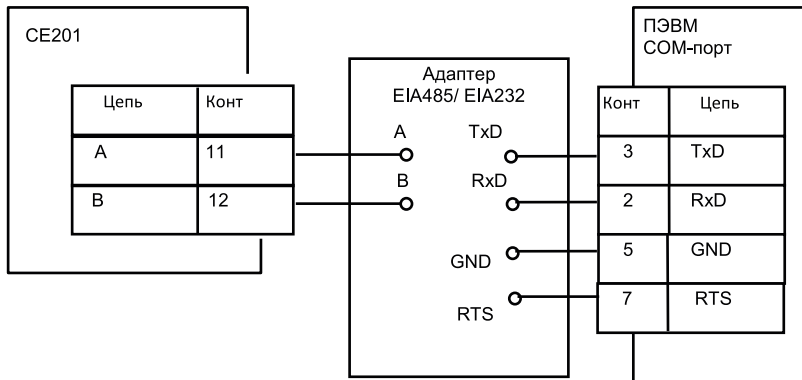 CE201
Цепь Конт
A 11
B 12
Адаптер
EIA485/ EIA232
A TxD
B RxD
GND
RTS
ПЭВМ
COM-порт
Конт Цепь
3 TxD
2 RxD
5 GND
7 RTS